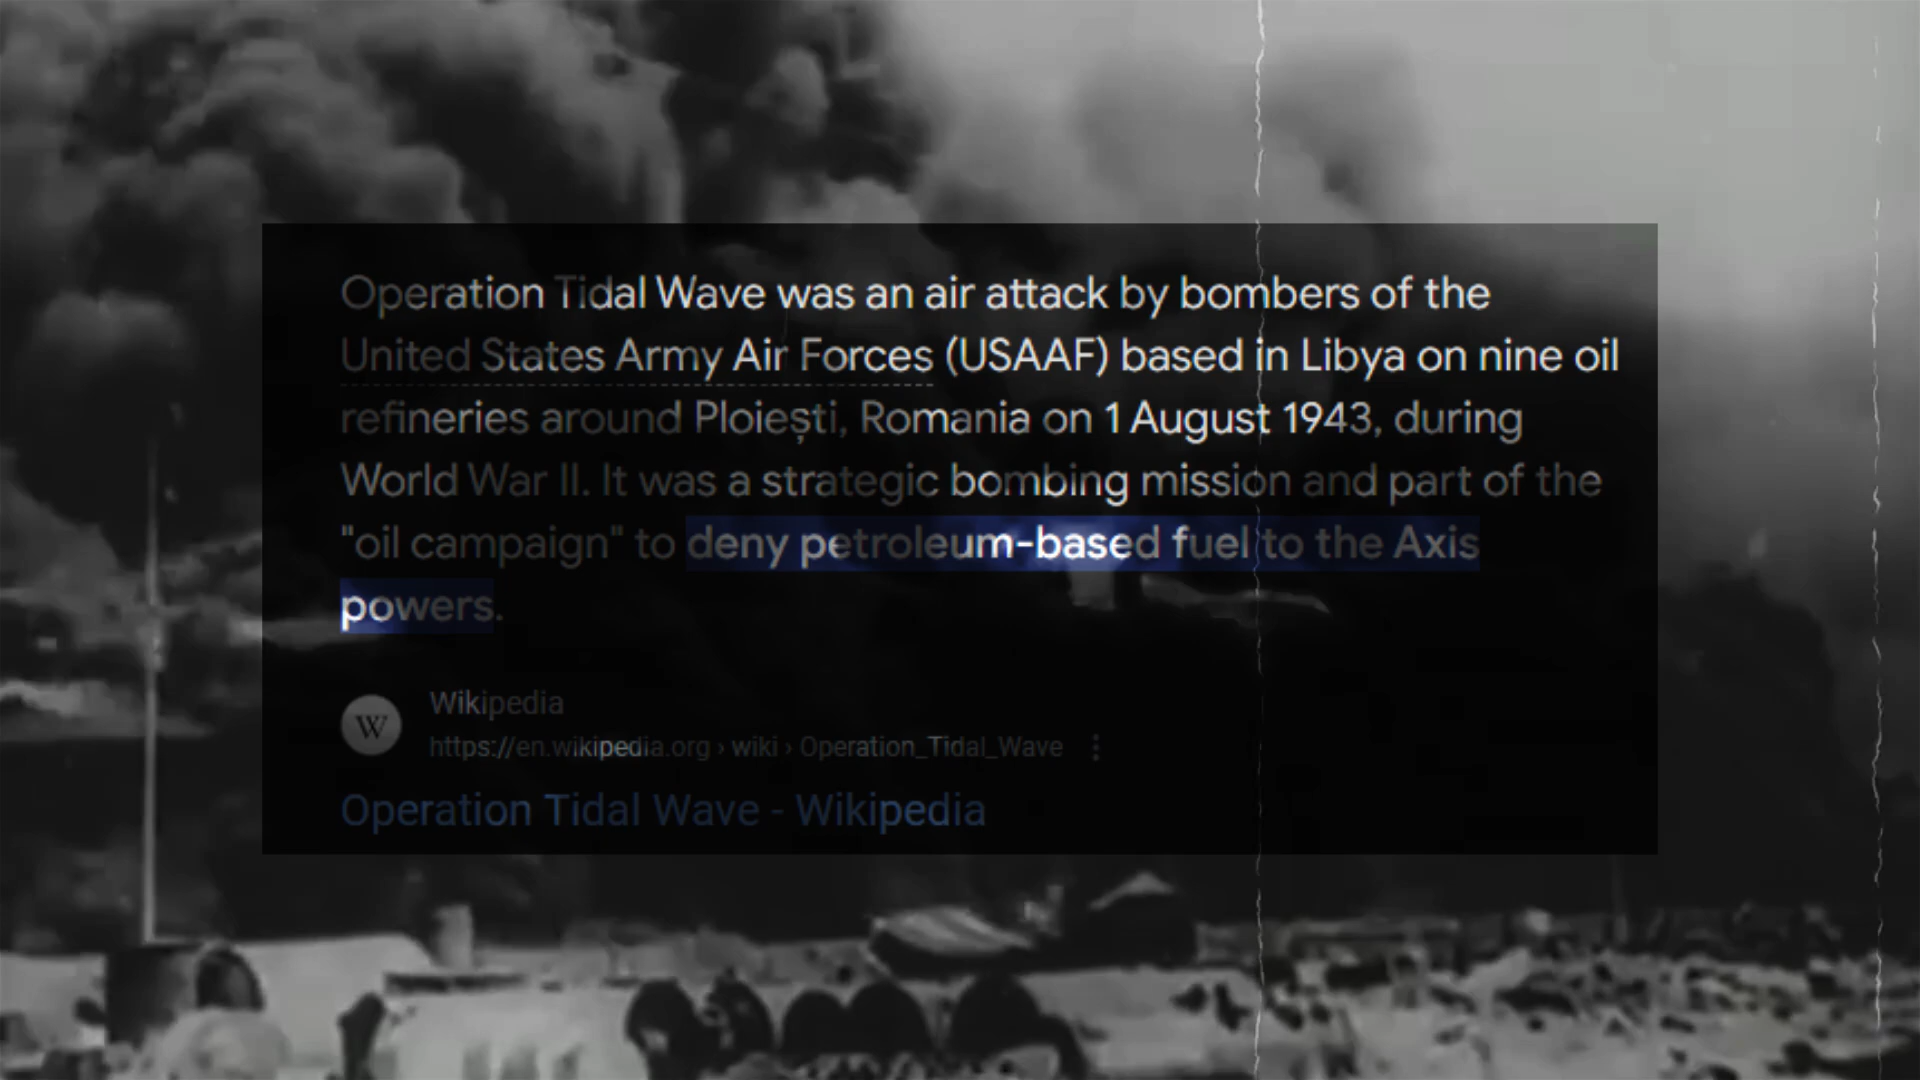 Operation Tidal Wave was an air attack by bombers of the
United States Army Air Forces (USAAF) based in Libya on nine oil
refineries around Ploiești, Romania on 1 August 1943, during
World War II. It was a strategic bombing mission and part of the
"oil campaign" to deny petroleum-based fuel to the Axis
powers.
W
Wikipedia
https://en.wikipedia.org › wiki › Operation_Tidal_Wave
Operation Tidal Wave - Wikipedia